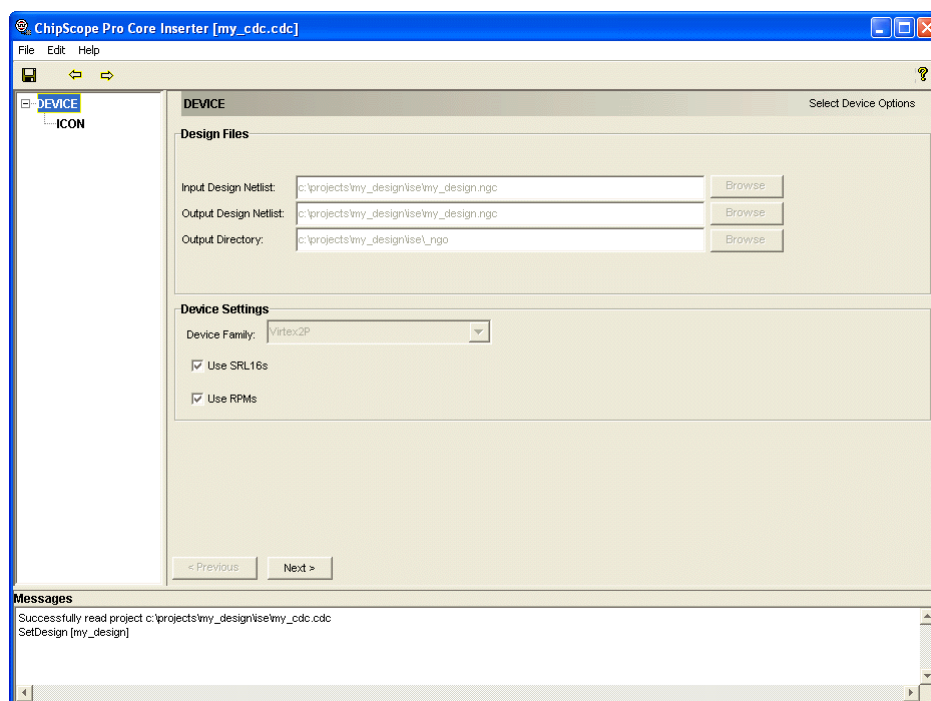 ChipScope Pro Core Inserter [my_cdc.cdc]
File Edit Help
DEVICE
ICON
DEVICE Select Device Options
Design Files
Input Design Netlist: c:\projects\my_design\ise\my_design.ngc Browse
Output Design Netlist: c:\projects\my_design\ise\my_design.ngc Browse
Output Directory: c:\projects\my_design\ise\_ngo Browse
Device Settings
Device Family: Virtex2P
Use SRL16s
Use RPMs
< Previous Next >
Messages
Successfully read project c:\projects\my_design\ise\my_cdc.cdc
SetDesign [my_design]